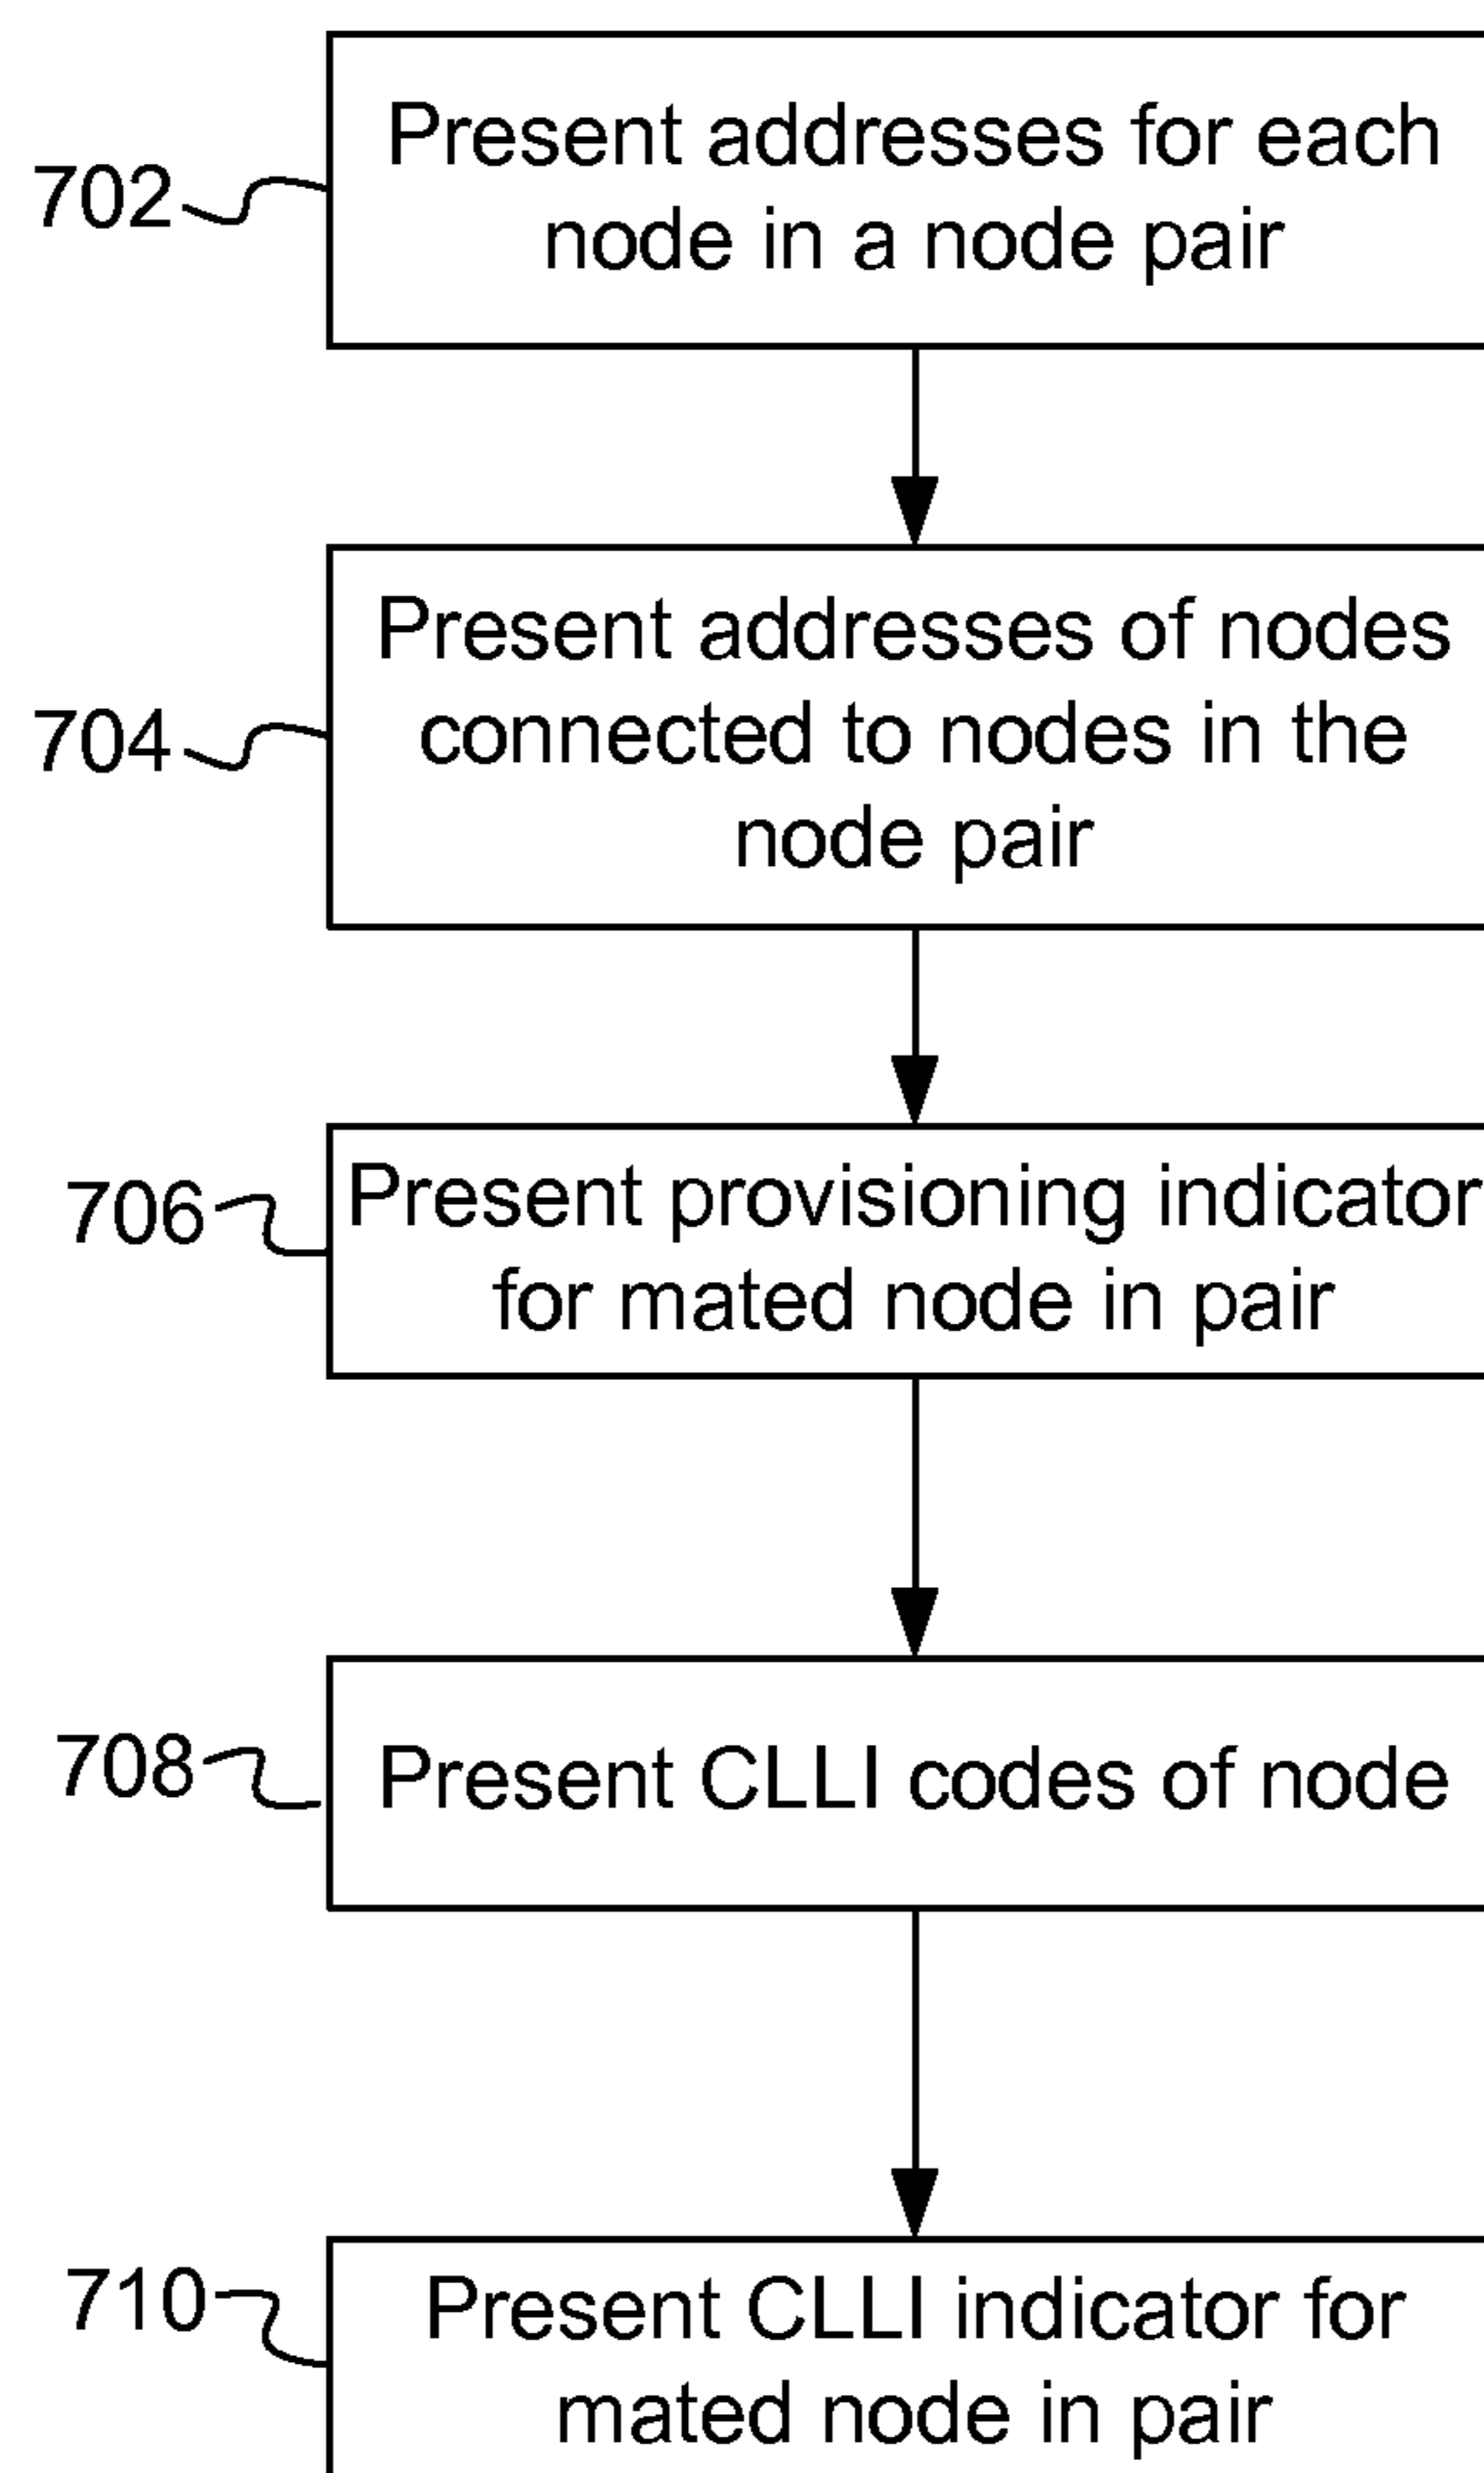 702
Present addresses for each
node in a node pair
704
Present addresses of nodes
connected to nodes in the
node pair
706
Present provisioning indicator
for mated node in pair
708
Present CLLI codes of node
710
Present CLLI indicator for
mated node in pair